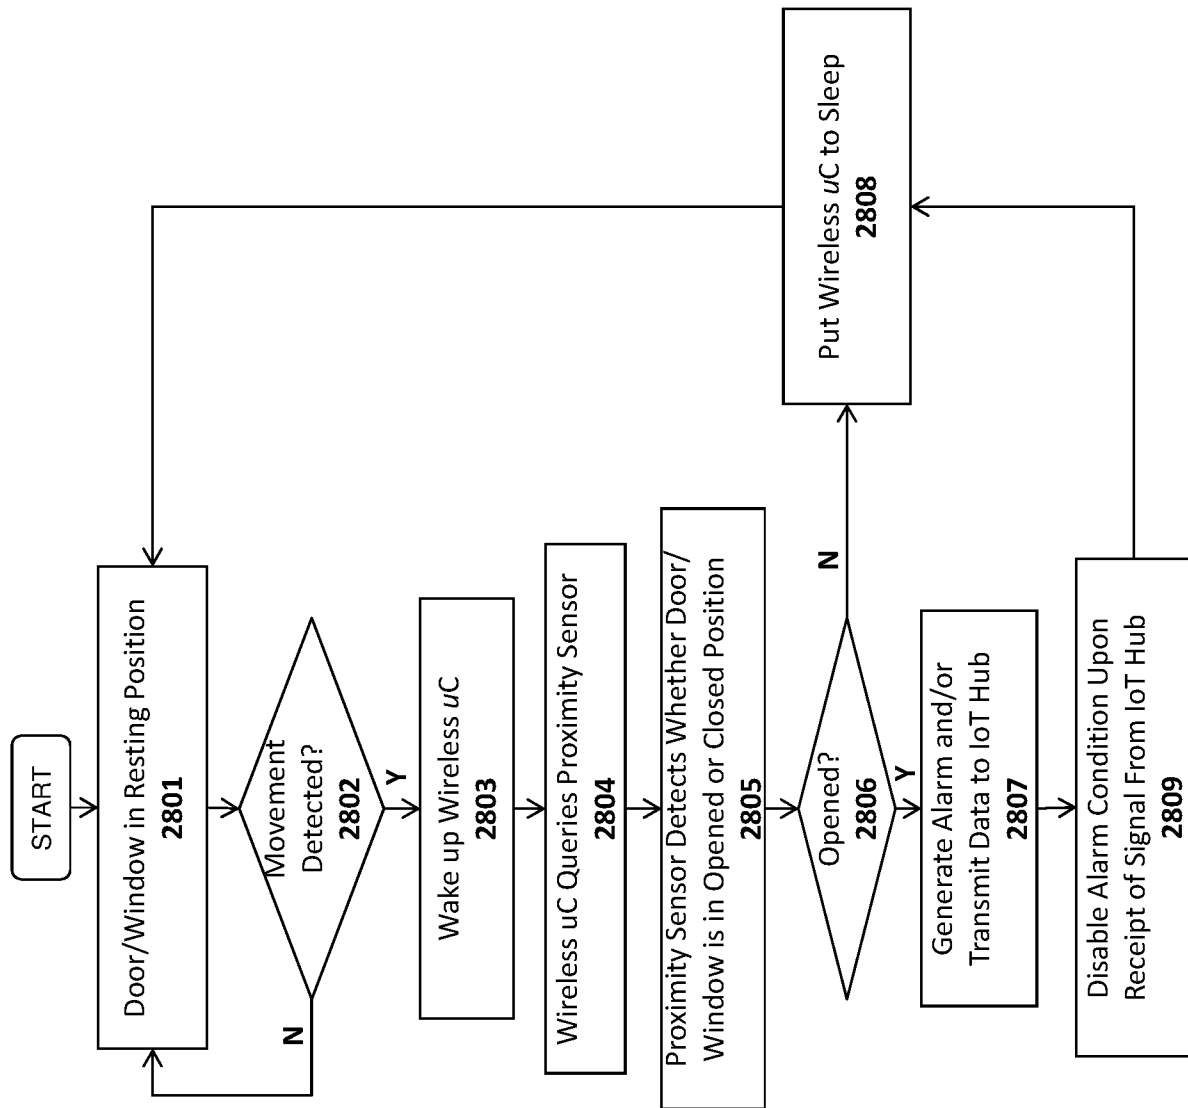 START
Door/Window in Resting Position
2801
Movement
Detected?
2802
N
Y
Wake up Wireless uC
2803
Wireless uC Queries Proximity Sensor
2804
Proximity Sensor Detects Whether Door/
Window is in Opened or Closed Position
2805
Opened?
2806
N
Y
Generate Alarm and/or
Transmit Data to IoT Hub
2807
Put Wireless uC to Sleep
2808
Disable Alarm Condition Upon
Receipt of Signal From IoT Hub
2809